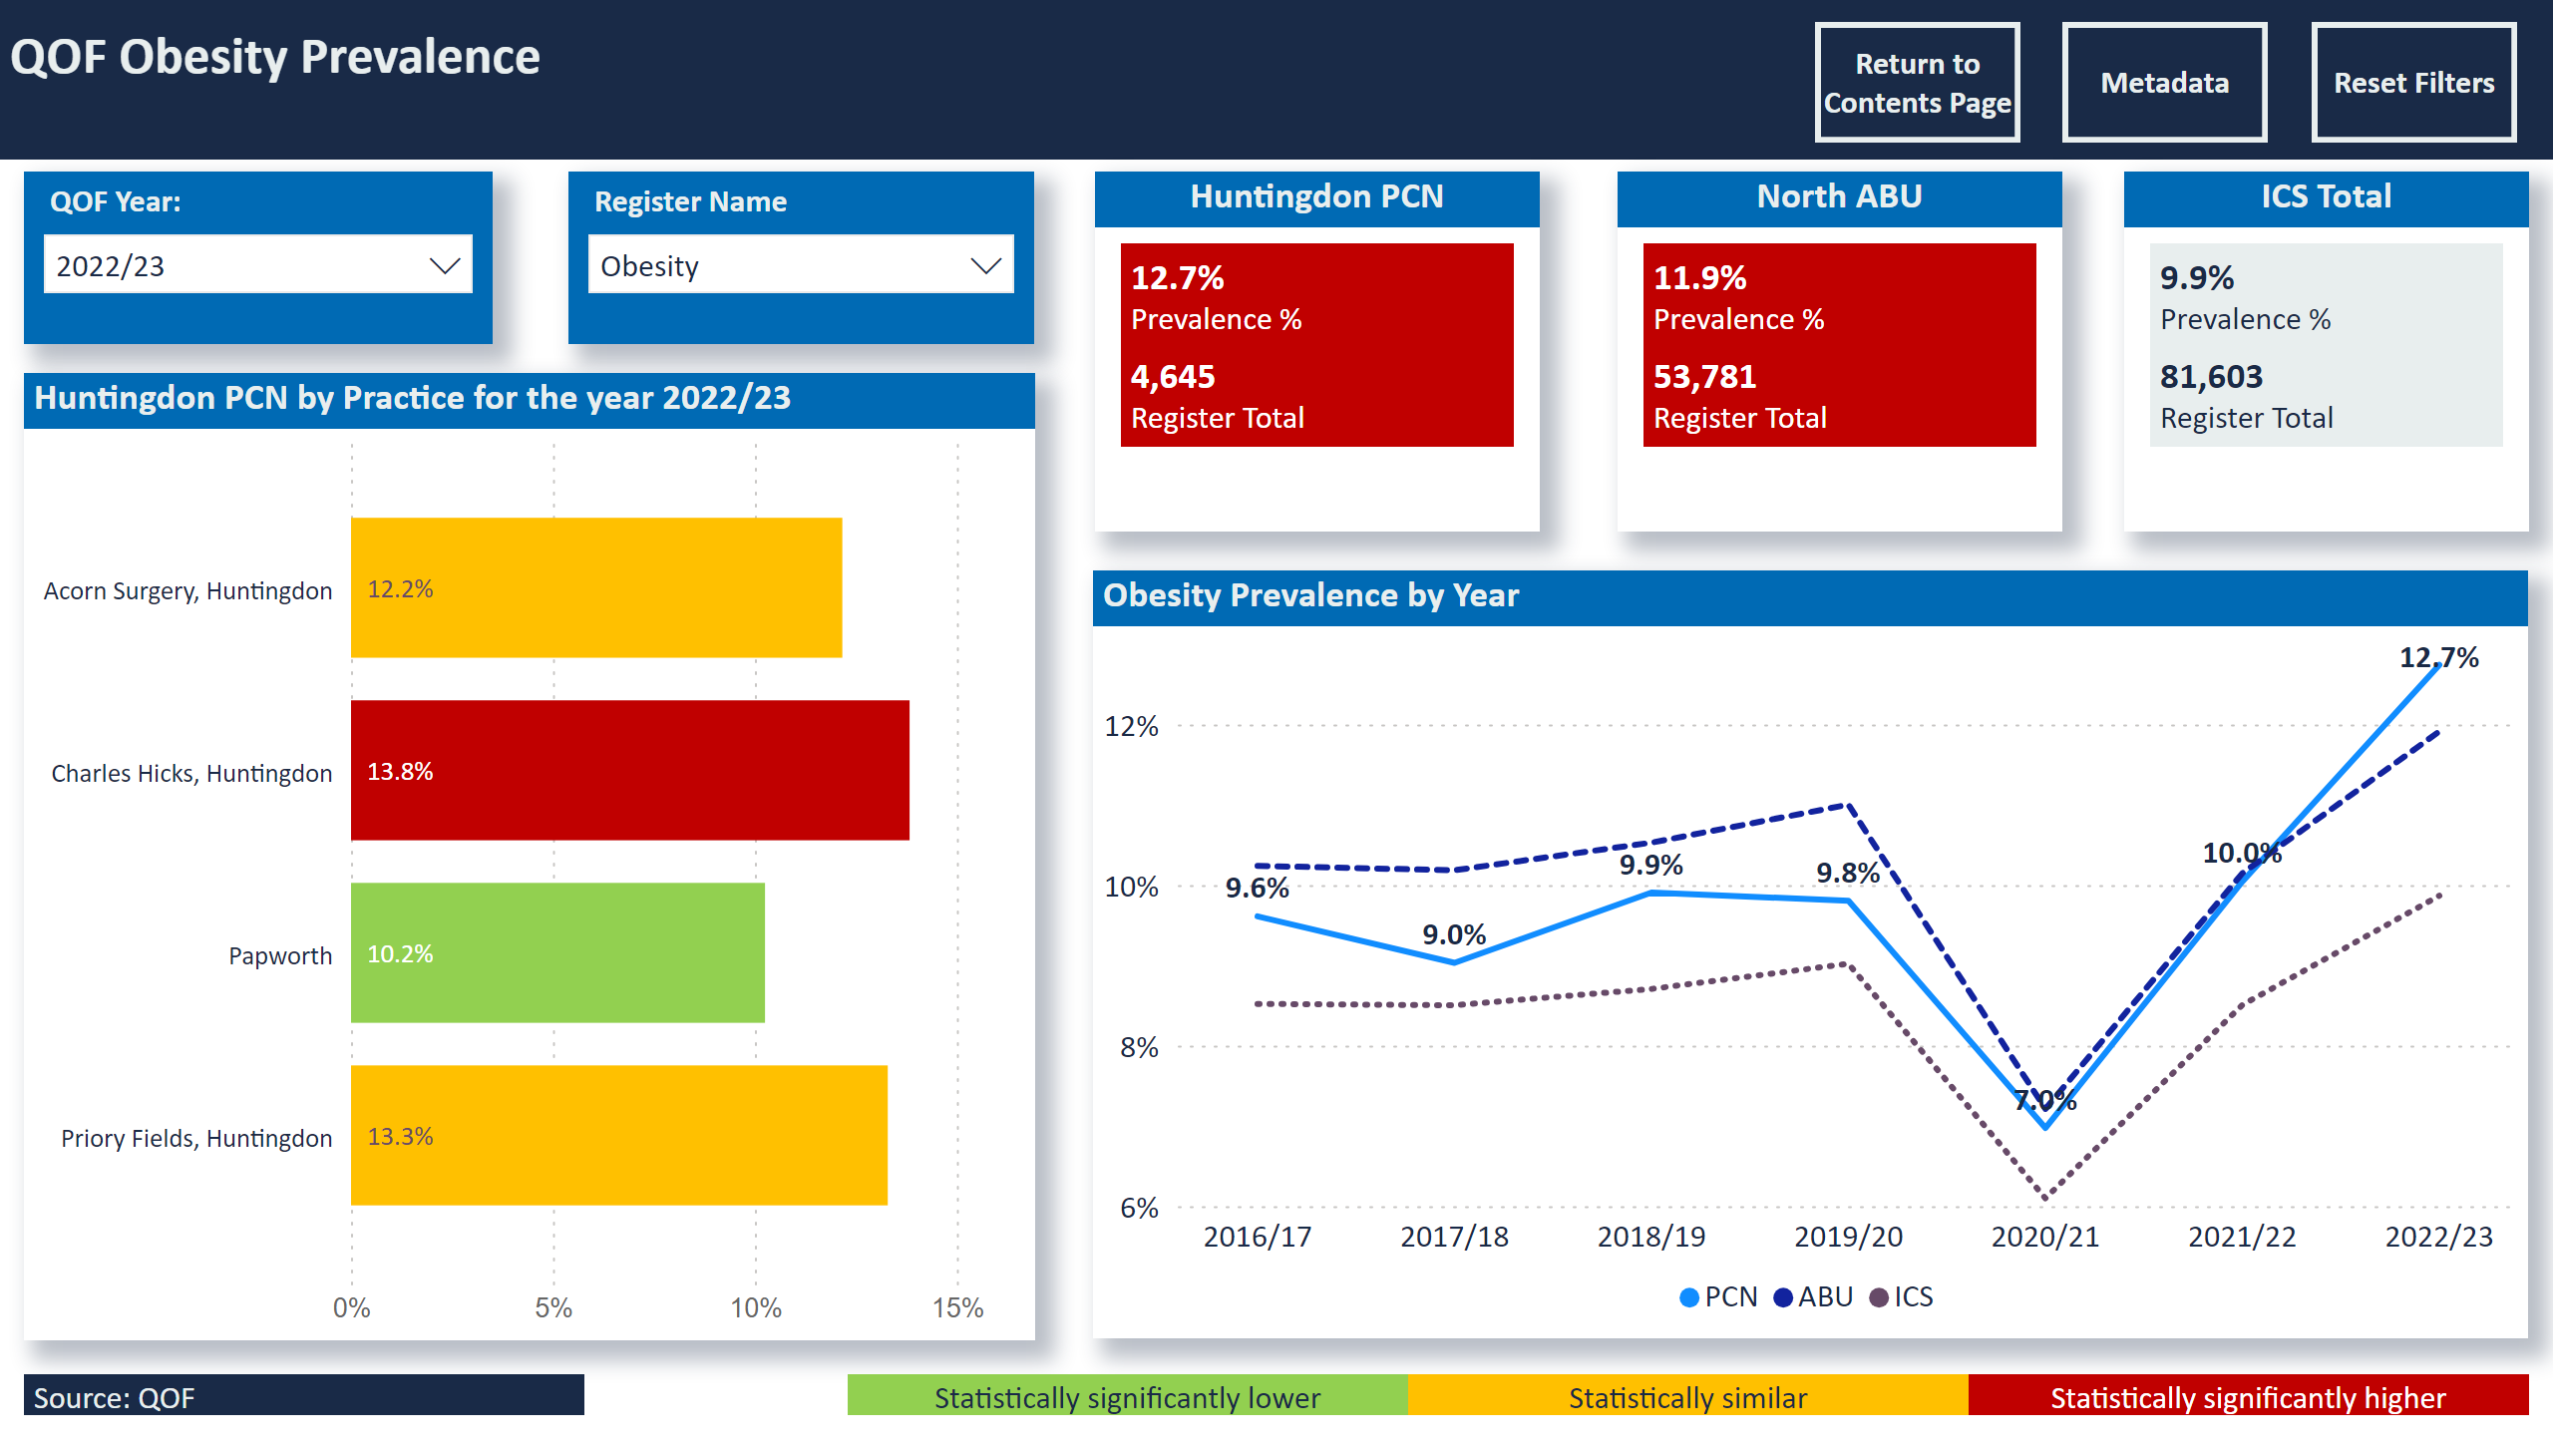 QOF Obesity Prevalence
Return to
Contents Page
Metadata
Reset Filters
QOF Year:
2022/23
Register Name
Obesity
Huntingdon PCN
12.7%
Prevalence %
4,645
Register Total
North ABU
11.9%
Prevalence %
53,781
Register Total
ICS Total
9.9%
Prevalence %
81,603
Register Total
Huntingdon PCN by Practice for the year 2022/23
Acorn Surgery, Huntingdon 12.2%
Charles Hicks, Huntingdon 13.8%
Papworth 10.2%
Priory Fields, Huntingdon 13.3%
0% 5% 10% 15%
Obesity Prevalence by Year
12.7%
12%
10.0%
9.9%
9.8%
10%
9.6%
9.0%
8%
7.0%
6%
2016/17 2017/18 2018/19 2019/20 2020/21 2021/22 2022/23
PCN ABU ICS
Source: QOF
Statistically significantly lower
Statistically similar
Statistically significantly higher